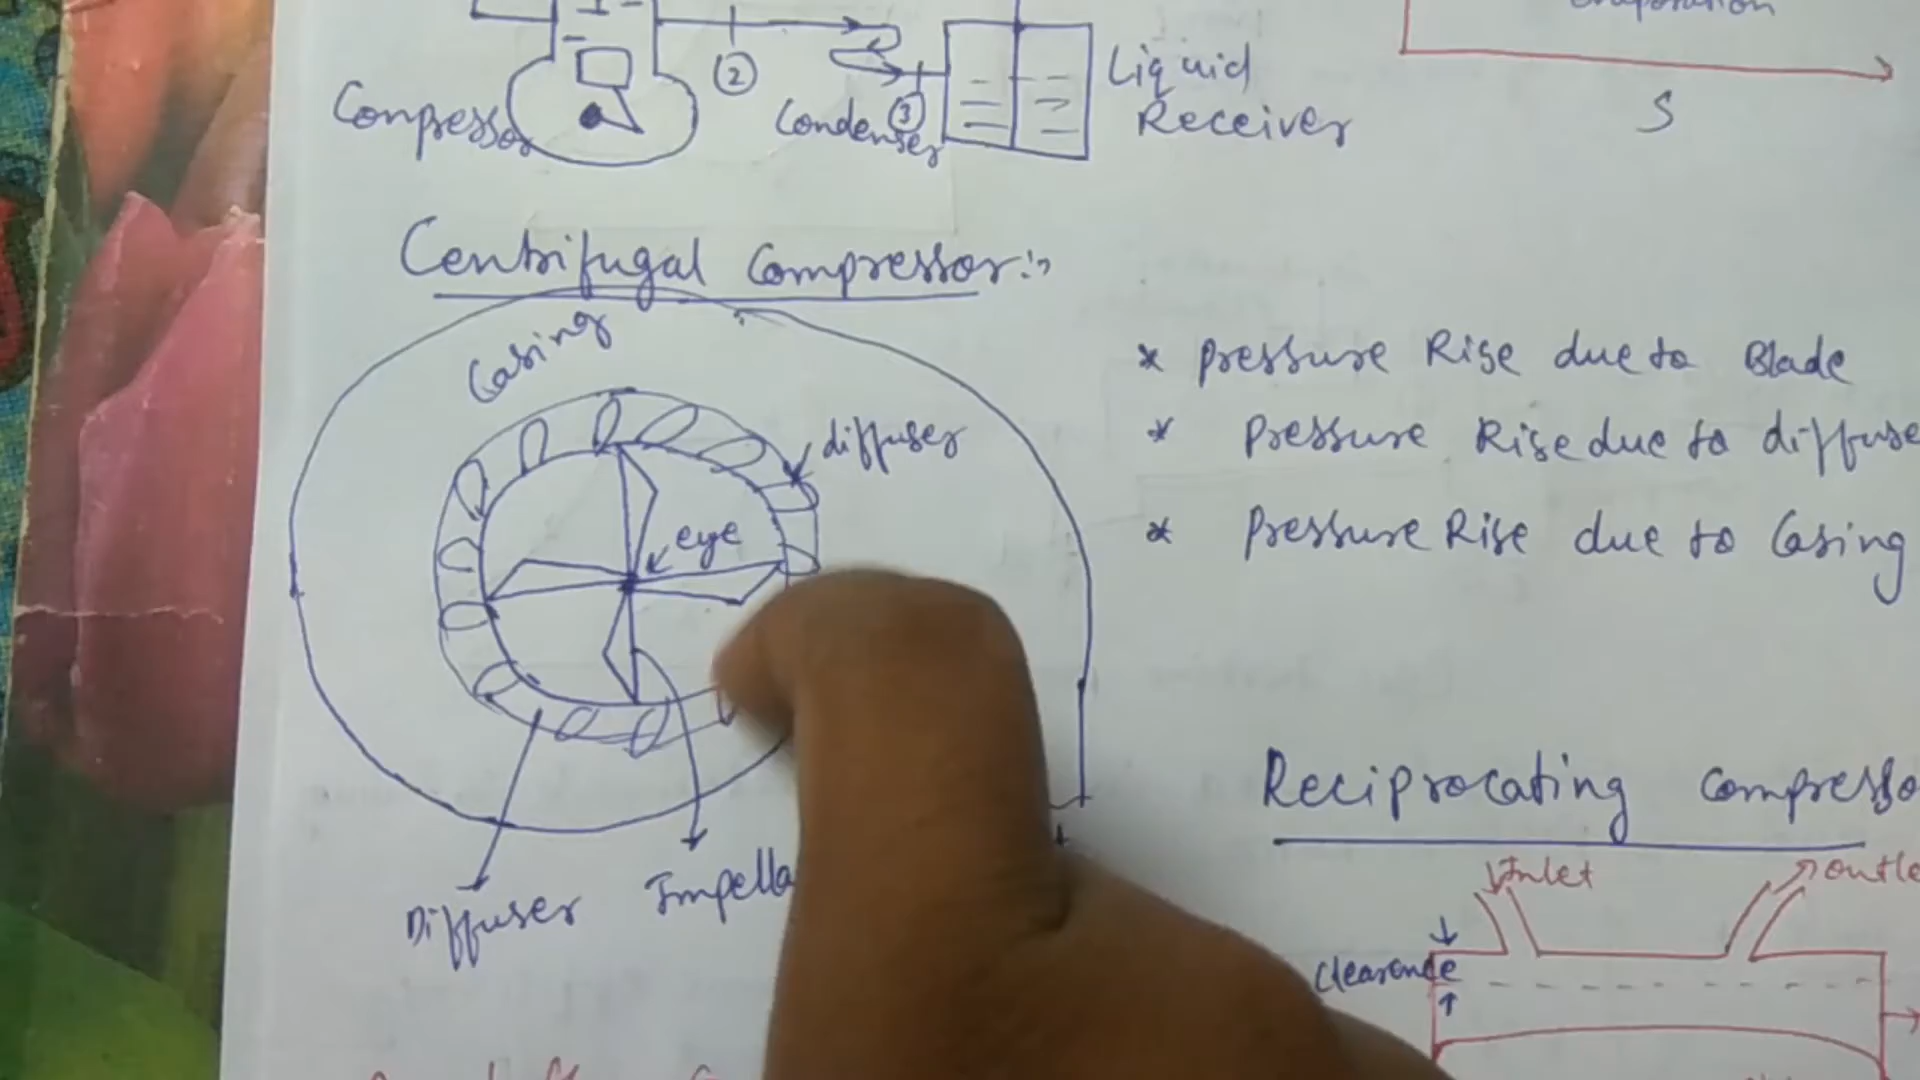 evaporation
2
Compressor
Condenser
3
Liquid
Receiver
S
Centrifugal Compressor:-
Casing
diffuser
eye
Diffuser
Impella
* Pressure Rise due to Blade
* Pressure Rise due to diffuse
* Pressure Rise due to Casing
Reciprocating Compresso
Inlet
outle
Clearence